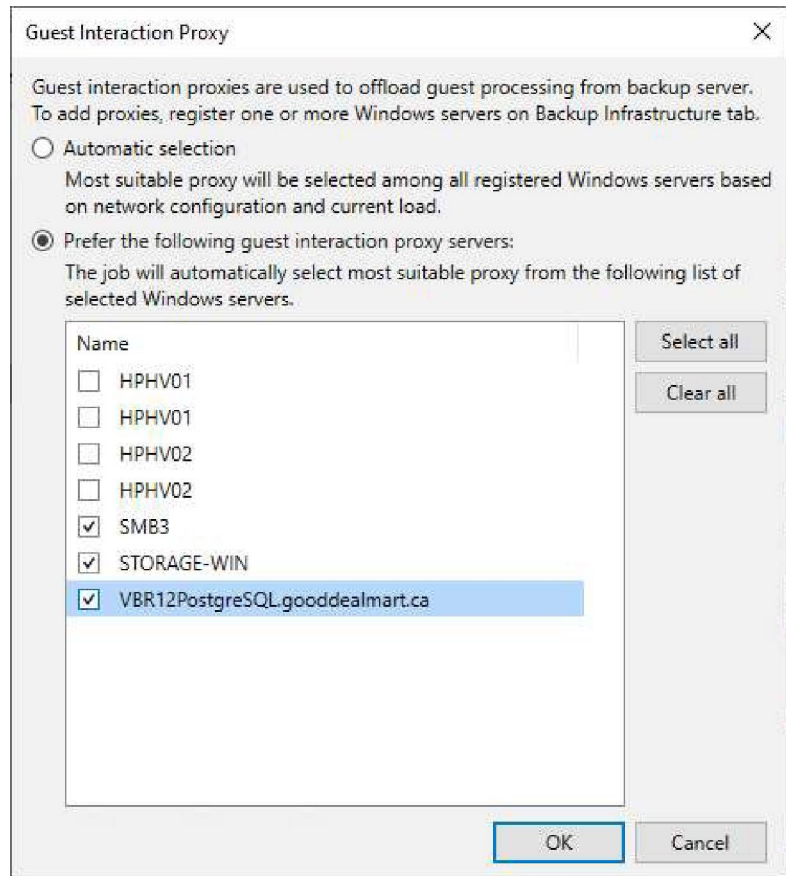 Guest Interaction Proxy
Guest interaction proxies are used to offload guest processing from backup server.
To add proxies, register one or more Windows servers on Backup Infrastructure tab.
Automatic selection
Most suitable proxy will be selected among all registered Windows servers based
on network configuration and current load.
Prefer the following guest interaction proxy servers:
The job will automatically select most suitable proxy from the following list of
selected Windows servers.
Name
Select all
Clear all
HPHV01
HPHV01
HPHV02
HPHV02
SMB3
STORAGE-WIN
VBR12PostgreSQL.gooddealmart.ca
OK
Cancel